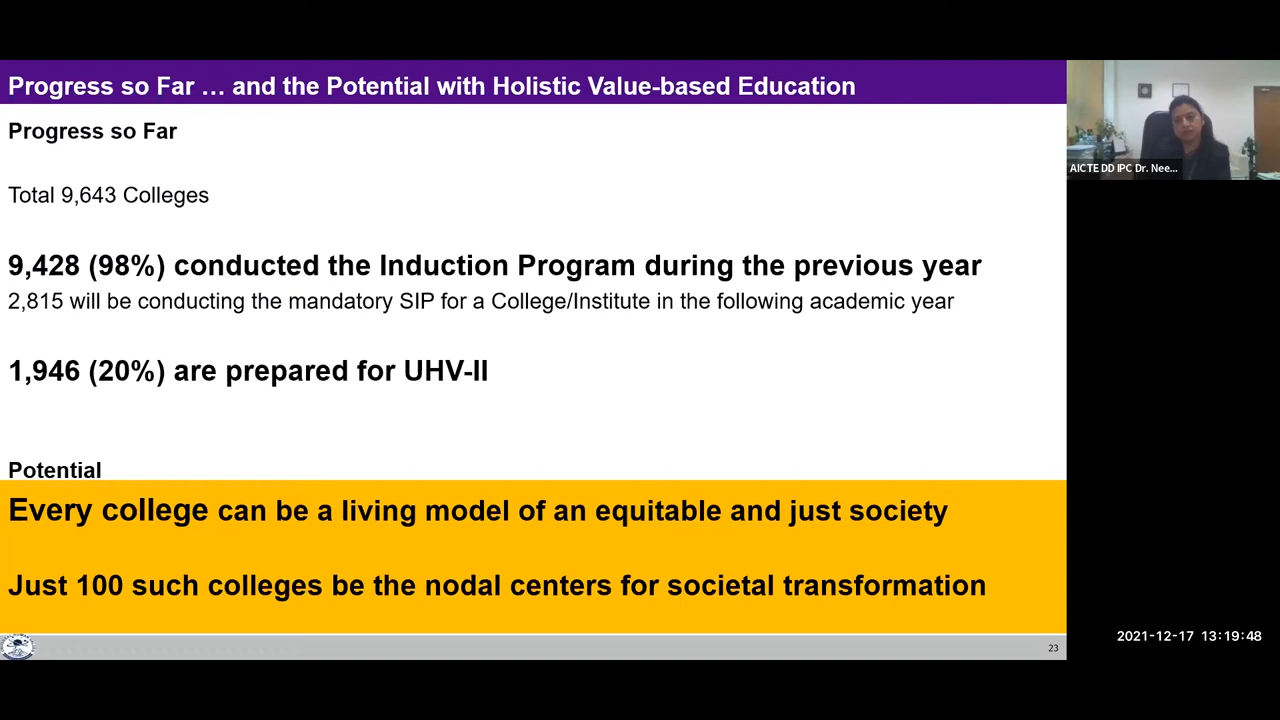 Progress so Far … and the Potential with Holistic Value-based Education
Progress so Far
Total 9,643 Colleges
9,428 (98%) conducted the Induction Program during the previous year
2,815 will be conducting the mandatory SIP for a College/Institute in the following academic year
1,946 (20%) are prepared for UHV-II
Potential
Every college can be a living model of an equitable and just society
Just 100 such colleges be the nodal centers for societal transformation
23
AICTE DD IPC Dr. Nee...
2021-12-17 13:19:48